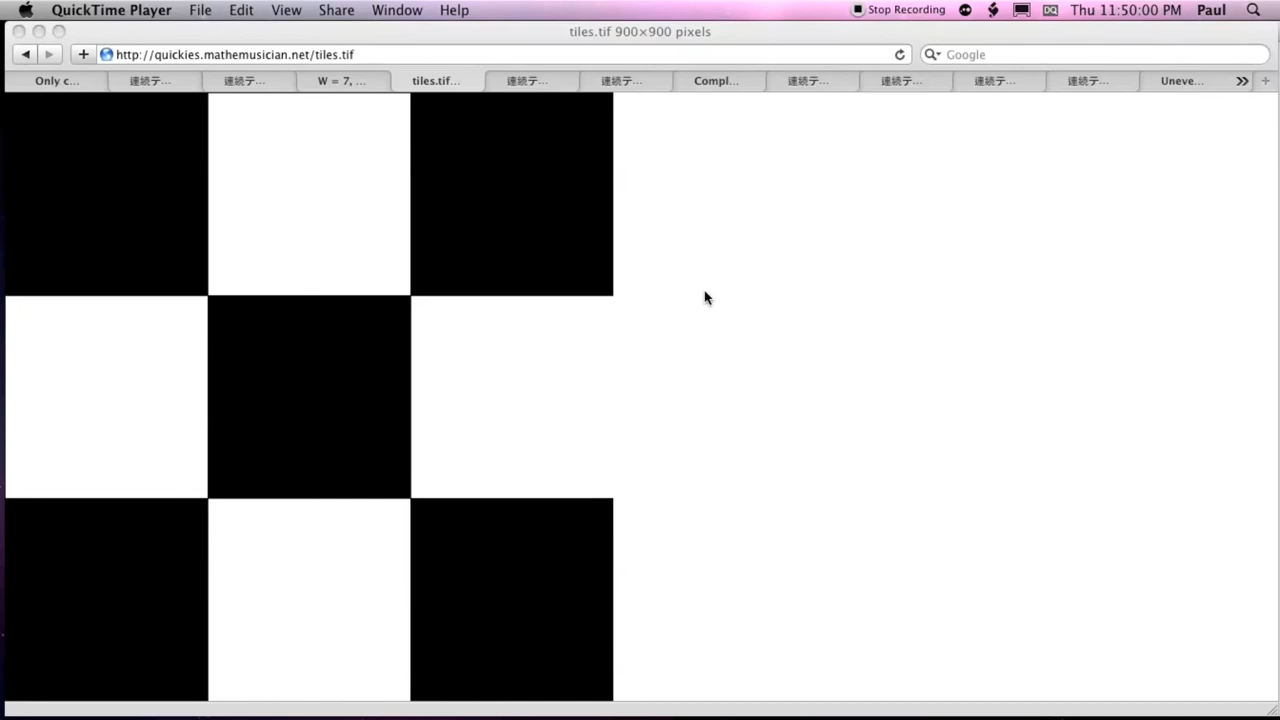 QuickTime Player File Edit View Share Window Help Stop Recording DQ Thu 11:50:00 PM Paul
tiles.tif 900×900 pixels
http://quickies.mathemusician.net/tiles.tif Google
Only c... 連続テ... 連続テ... W = 7, ... tiles.tif... 連続テ... 連続テ... Compl... 連続テ... 連続テ... 連続テ... 連続テ... Uneve...